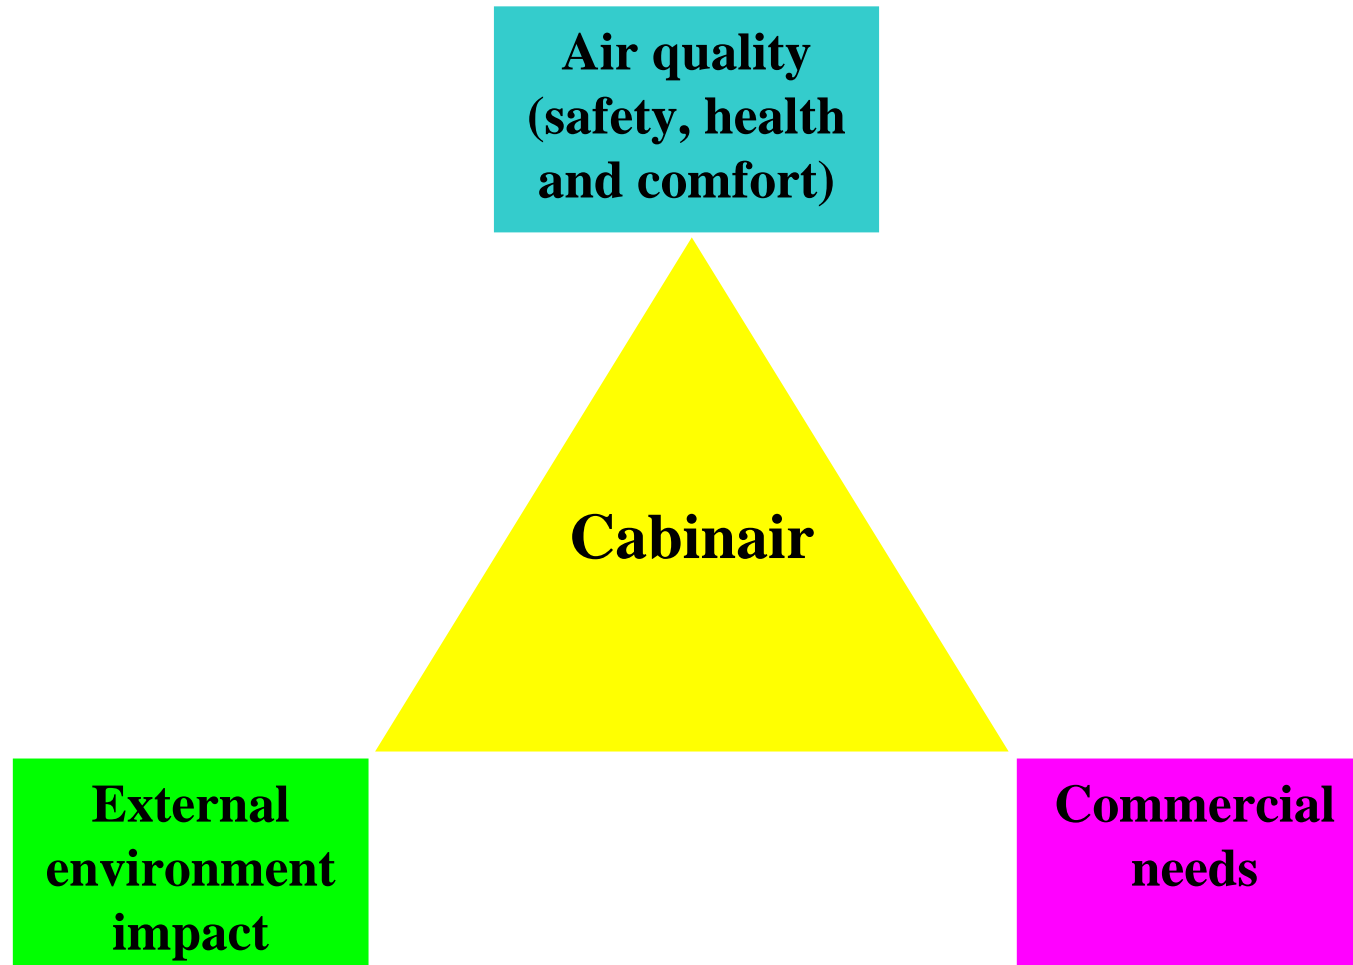 Air quality
(safety, health
and comfort)
Cabinair
External
environment
impact
Commercial
needs